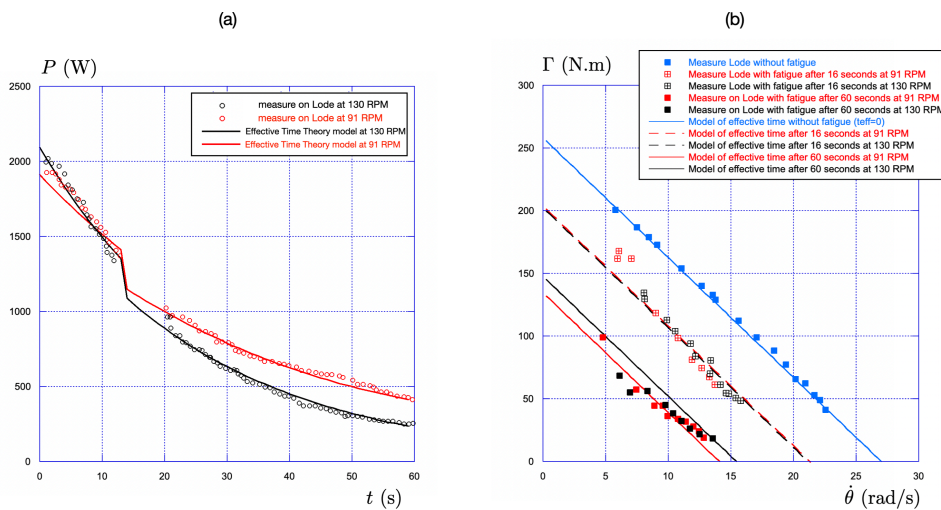 (a)
P (W)
2500
2000
1500
1000
500
0
0
10
20
30
40
50
60
t (s)
measure on Lode at 130 RPM
measure on Lode at 91 RPM
Effective Time Theory model at 130 RPM
Effective Time Theory model at 91 RPM
(b)
Γ (N.m)
300
250
200
150
100
50
0
0
5
10
15
20
25
30
θ̇ (rad/s)
Measure Lode without fatigue
Measure Lode with fatigue after 16 seconds at 91 RPM
Measure Lode with fatigue after 16 seconds at 130 RPM
Measure on Lode with fatigue after 60 seconds at 91 RPM
Measure on Lode with fatigue after 60 seconds at 130 RPM
Model of effective time without fatigue (teff=0)
Model of effective time after 16 seconds at 91 RPM
Model of effective time after 16 seconds at 130 RPM
Model of effective time after 60 seconds at 91 RPM
Model of effective time after 60 seconds at 130 RPM